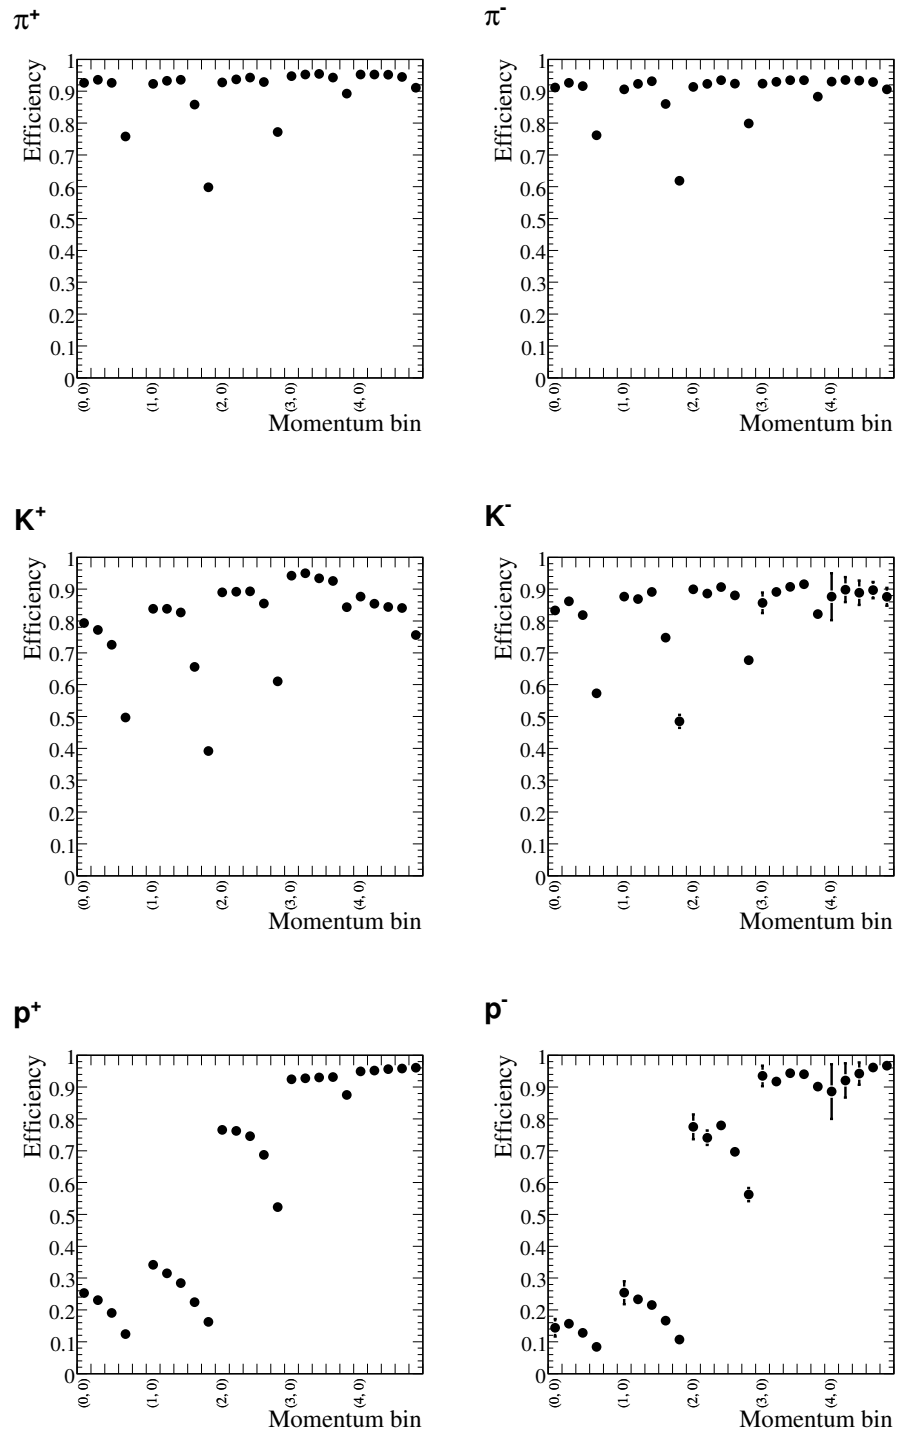 π+ π-
Efficiency Efficiency
1 1
0.9 0.9
0.8 0.8
0.7 0.7
0.6 0.6
0.5 0.5
0.4 0.4
0.3 0.3
0.2 0.2
0.1 0.1
0 0
(0, 0) (1, 0) (2, 0) (3, 0) (4, 0) (0, 0) (1, 0) (2, 0) (3, 0) (4, 0)
Momentum bin Momentum bin
K+ K-
Efficiency Efficiency
1 1
0.9 0.9
0.8 0.8
0.7 0.7
0.6 0.6
0.5 0.5
0.4 0.4
0.3 0.3
0.2 0.2
0.1 0.1
0 0
(0, 0) (1, 0) (2, 0) (3, 0) (4, 0) (0, 0) (1, 0) (2, 0) (3, 0) (4, 0)
Momentum bin Momentum bin
p+ p-
Efficiency Efficiency
1 1
0.9 0.9
0.8 0.8
0.7 0.7
0.6 0.6
0.5 0.5
0.4 0.4
0.3 0.3
0.2 0.2
0.1 0.1
0 0
(0, 0) (1, 0) (2, 0) (3, 0) (4, 0) (0, 0) (1, 0) (2, 0) (3, 0) (4, 0)
Momentum bin Momentum bin